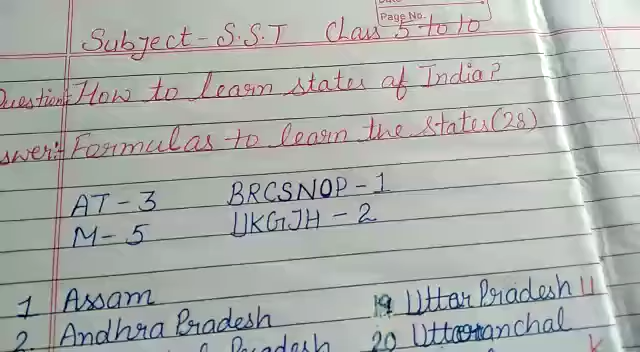 Page No.
Subject - S.S.T Class 5 to 10
Question: How to learn states of India?
Answer: Formulas to learn the states (28)
AT - 3 BRCSNOP - 1
M - 5 UKGJH - 2
1 Assam 19 Uttar Pradesh 11
2 Andhra Pradesh 20 Uttaranchal
Pradesh